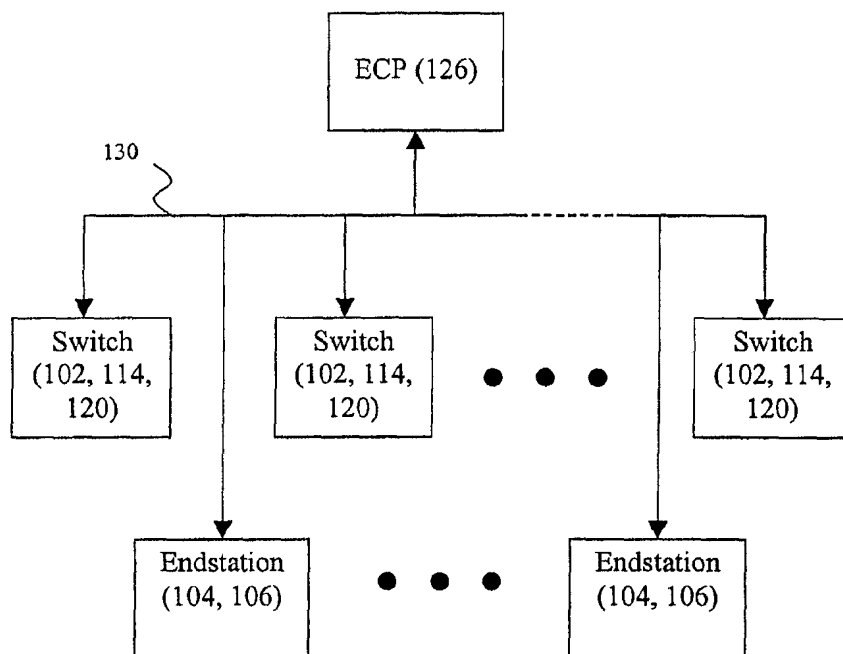 ECP (126)
130
Switch
(102, 114,
120)
Switch
(102, 114,
120)
Switch
(102, 114,
120)
Endstation
(104, 106)
Endstation
(104, 106)